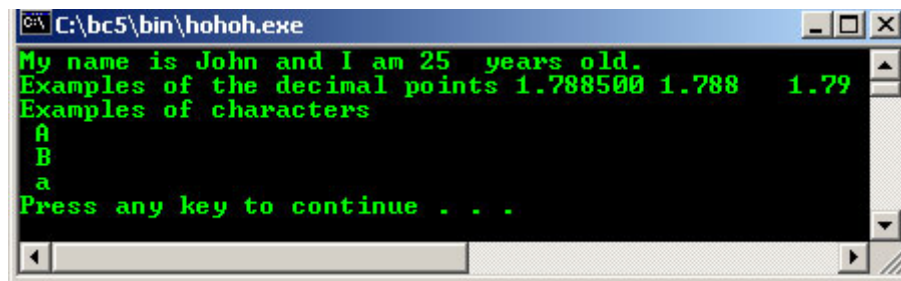 C:\bc5\bin\hohoh.exe
My name is John and I am 25  years old.
Examples of the decimal points 1.788500 1.788   1.79
Examples of characters
 A
 B
 a
Press any key to continue . . .